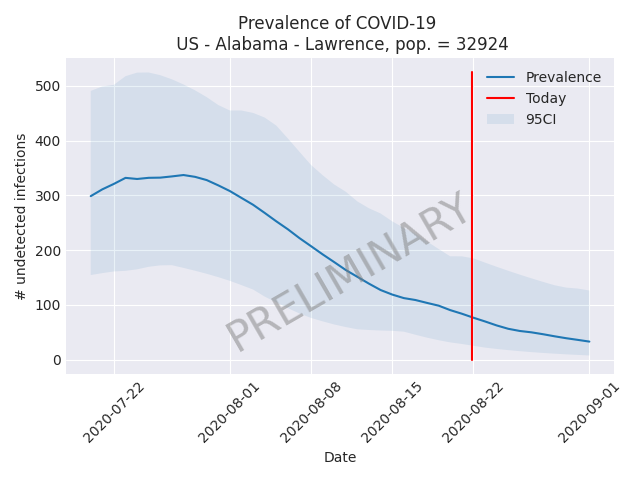 Prevalence of COVID-19
US - Alabama - Lawrence, pop. = 32924
# undetected infections
500
400
300
200
100
0
Prevalence
Today
95CI
PRELIMINARY
2020-07-22
2020-08-01
2020-08-08
2020-08-15
2020-08-22
2020-09-01
Date